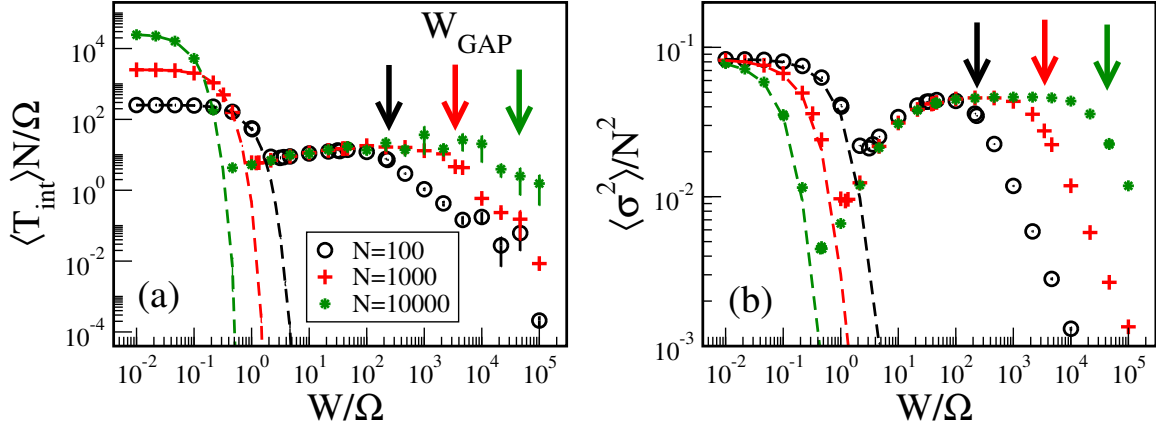 ⟨T_int⟩N/Ω
10^4
10^2
10^0
10^-2
10^-4
W_GAP
N=100
N=1000
N=10000
(a)
10^-2 10^-1 10^0 10^1 10^2 10^3 10^4 10^5
W/Ω
⟨σ^2⟩/N^2
10^-1
10^-2
10^-3
(b)
10^-2 10^-1 10^0 10^1 10^2 10^3 10^4 10^5
W/Ω